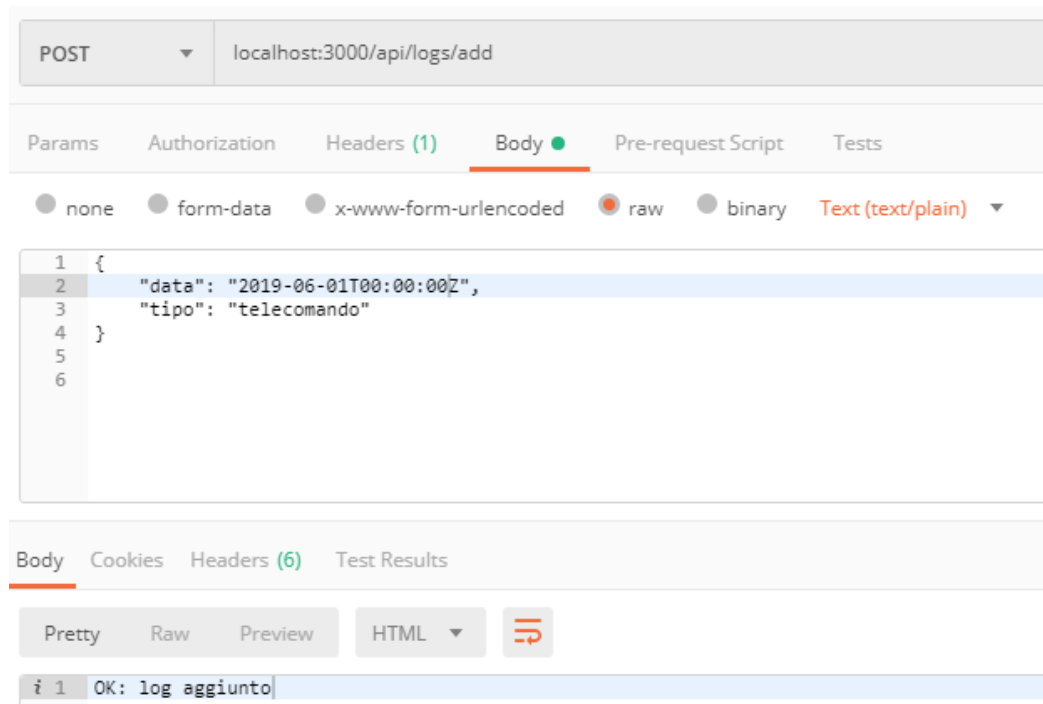 POST localhost:3000/api/logs/add
Params Authorization Headers (1) Body Pre-request Script Tests
none form-data x-www-form-urlencoded raw binary Text (text/plain)
1 {
2 "data": "2019-06-01T00:00:00Z",
3 "tipo": "telecomando"
4 }
5
6
Body Cookies Headers (6) Test Results
Pretty Raw Preview HTML
i 1 OK: log aggiunto